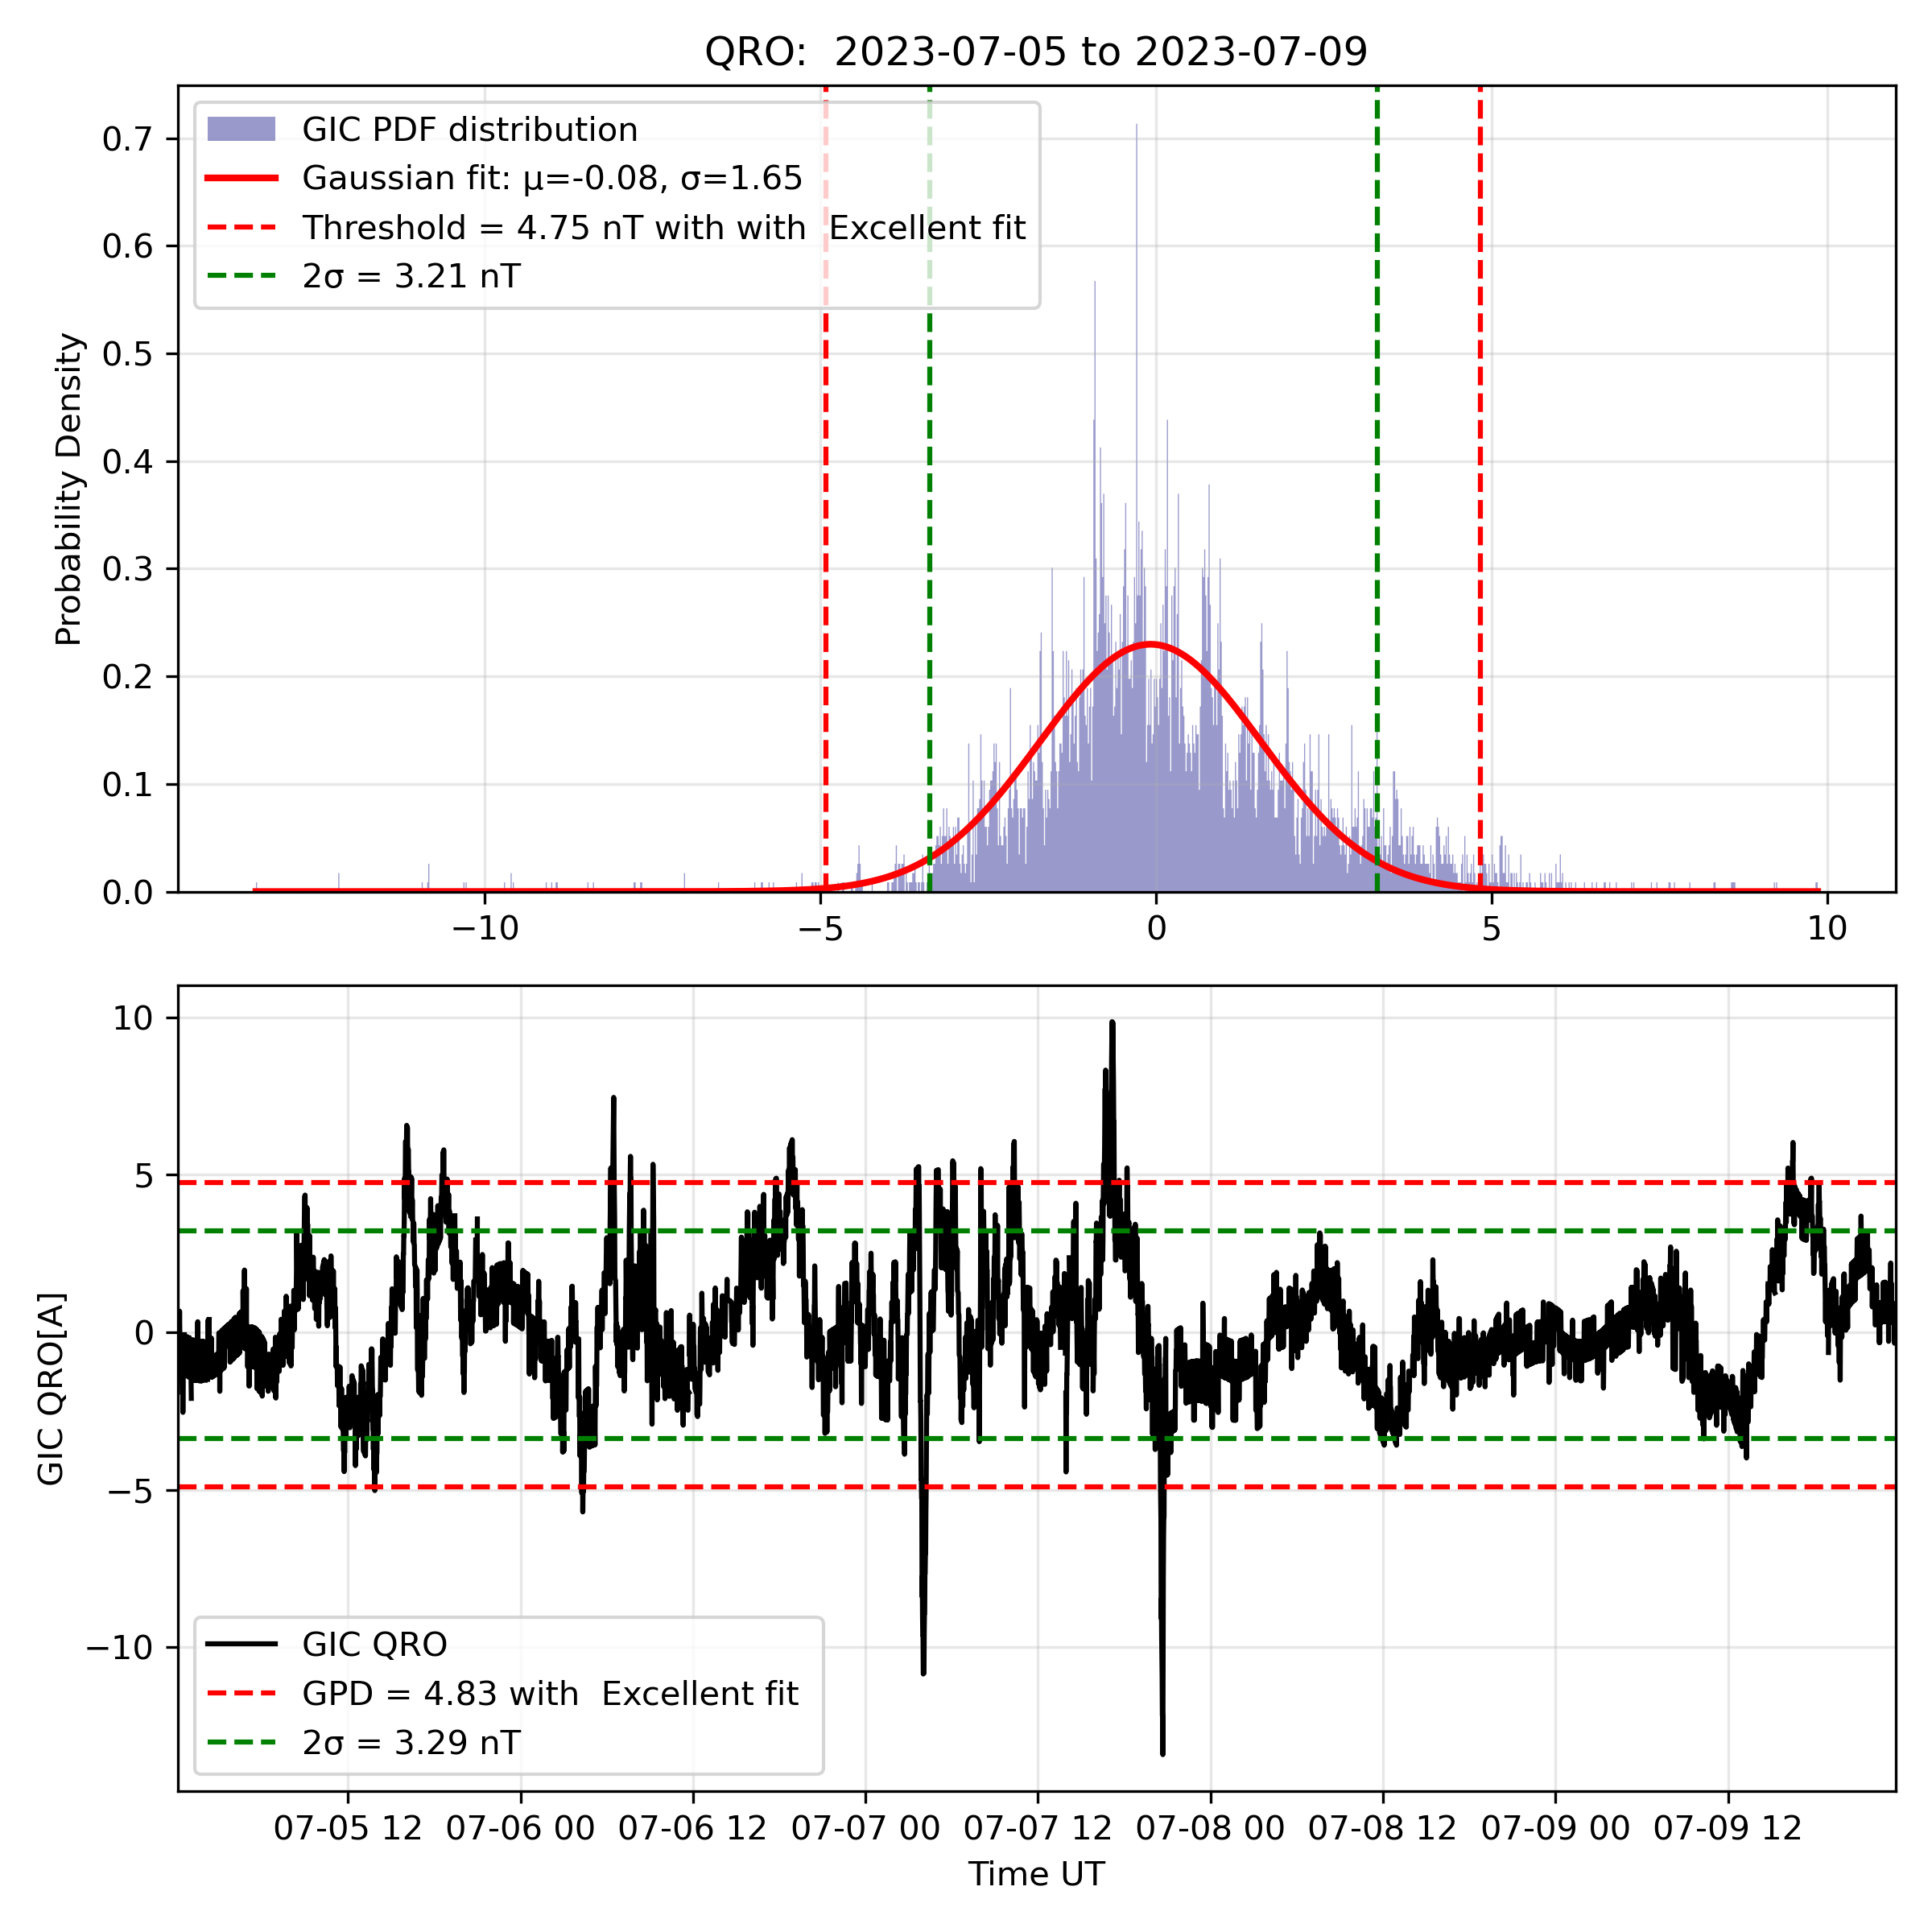 QRO:  2023-07-05 to 2023-07-09
GIC PDF distribution
Gaussian fit: μ=-0.08, σ=1.65
Threshold = 4.75 nT with with  Excellent fit
2σ = 3.21 nT
Probability Density
0.7
0.6
0.5
0.4
0.3
0.2
0.1
0.0
−10 −5 0 5 10
GIC QRO[A]
10
5
0
−5
−10
GIC QRO
GPD = 4.83 with  Excellent fit
2σ = 3.29 nT
07-05 12 07-06 00 07-06 12 07-07 00 07-07 12 07-08 00 07-08 12 07-09 00 07-09 12
Time UT